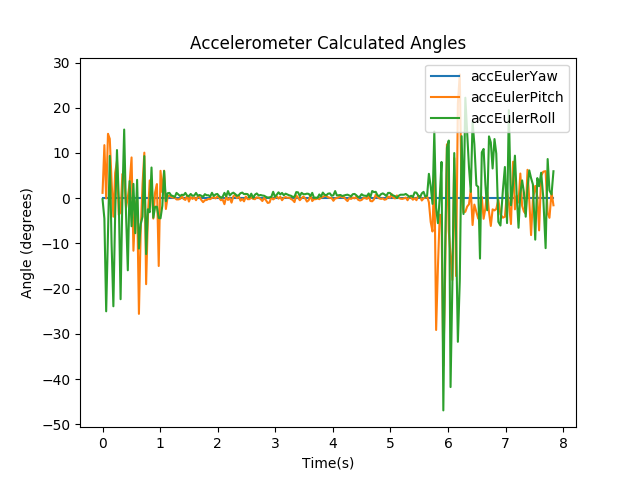 Accelerometer Calculated Angles
accEulerYaw
accEulerPitch
accEulerRoll
30
20
10
0
−10
−20
−30
−40
−50
Angle (degrees)
0 1 2 3 4 5 6 7 8
Time(s)